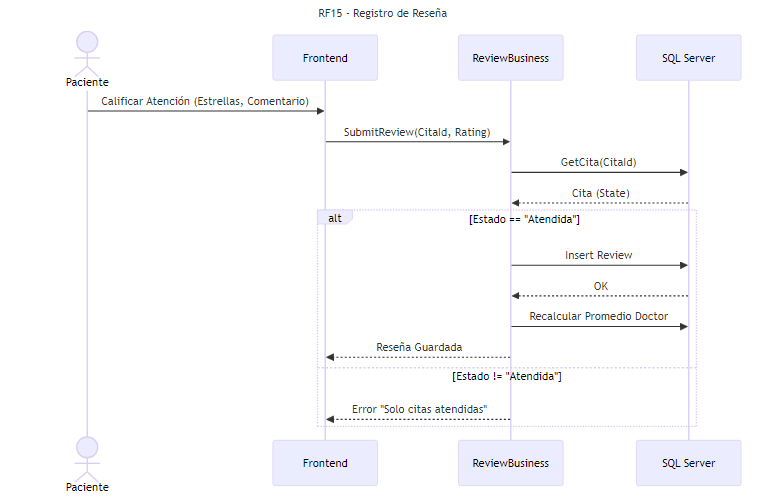 RF15 - Registro de Reseña
Paciente
Frontend
ReviewBusiness
SQL Server
Calificar Atención (Estrellas, Comentario)
SubmitReview(CitaId, Rating)
GetCita(CitaId)
Cita (State)
alt
[Estado == "Atendida"]
Insert Review
OK
Recalcular Promedio Doctor
Reseña Guardada
[Estado != "Atendida"]
Error "Solo citas atendidas"
Paciente
Frontend
ReviewBusiness
SQL Server